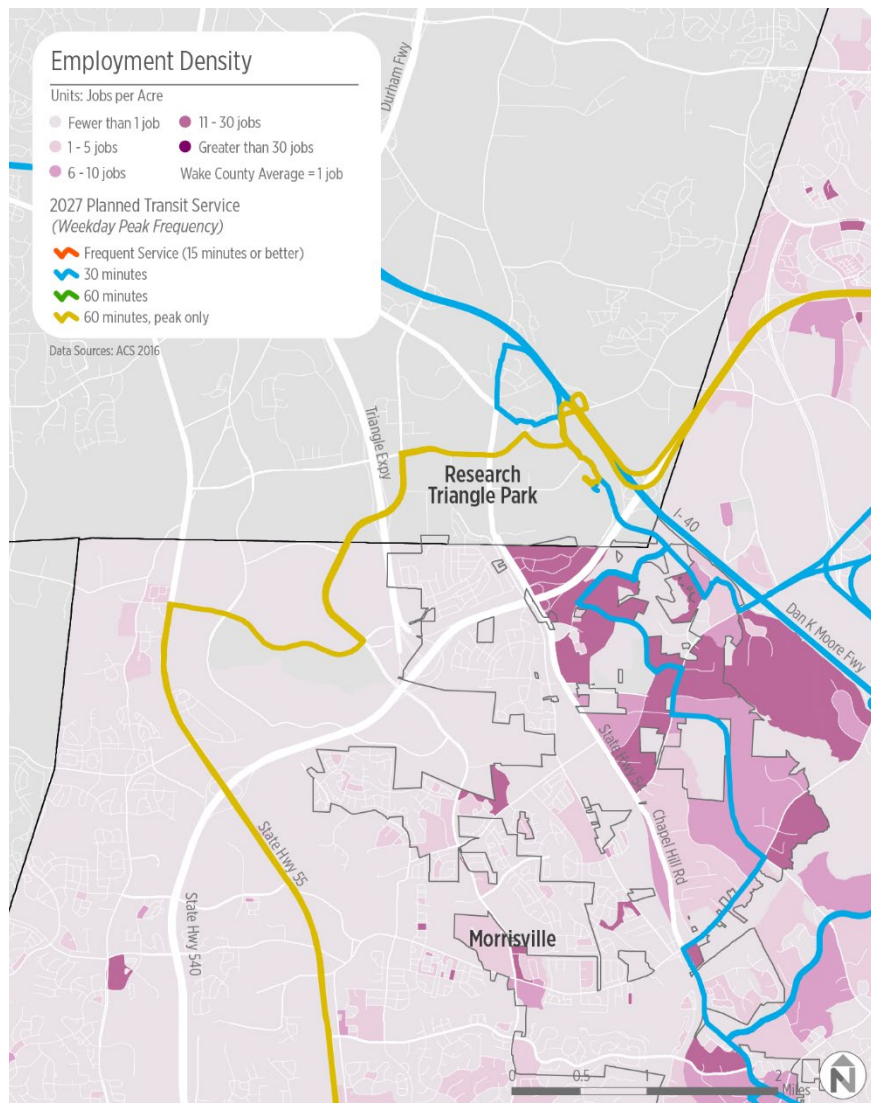 Employment Density
Units: Jobs per Acre
Fewer than 1 job
11 - 30 jobs
1 - 5 jobs
Greater than 30 jobs
6 - 10 jobs
Wake County Average = 1 job
2027 Planned Transit Service
(Weekday Peak Frequency)
Frequent Service (15 minutes or better)
30 minutes
60 minutes
60 minutes, peak only
Data Sources: ACS 2016
Durham Fwy
Triangle Expy
Research
Triangle Park
I- 40
Dan K Moore Fwy
State Hwy 54
Chapel Hill Rd
State Hwy 55
State Hwy 540
Morrisville
0 0.5 1 2
Miles
N